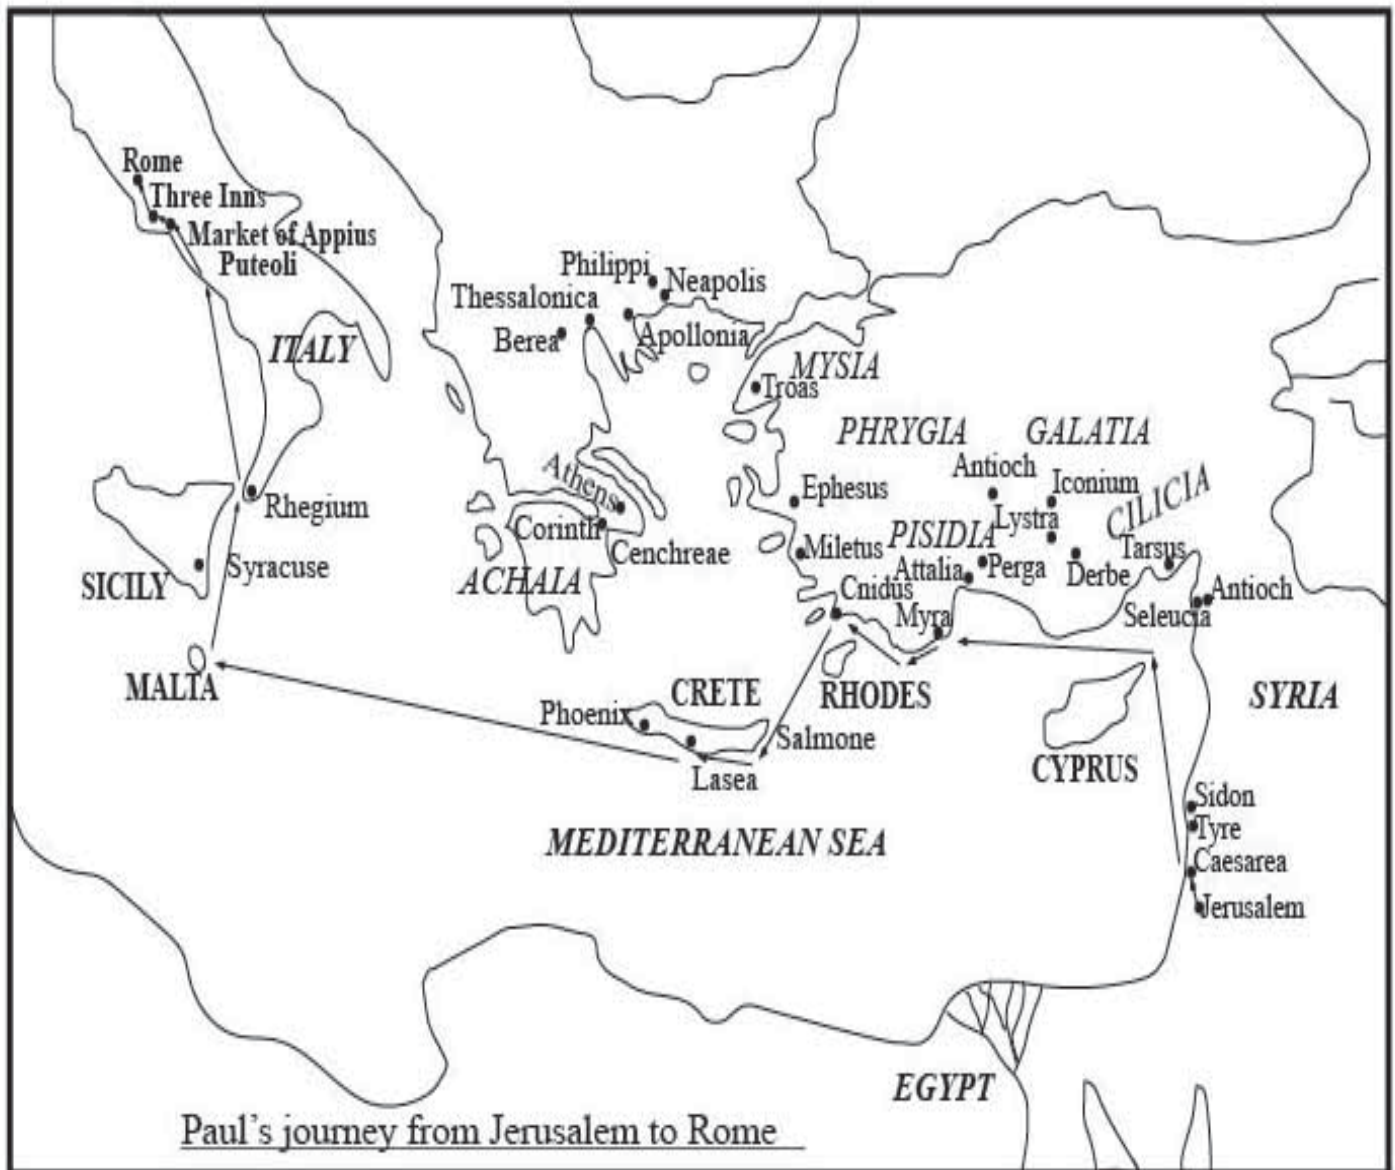 Rome
Three Inns
Market of Appius
Puteoli
Philippi
Neapolis
Thessalonica
Apollonia
Berea
ITALY
MYSIA
Troas
PHRYGIA
GALATIA
Antioch
Iconium
Athens
Ephesus
CILICIA
Rhegium
Lystra
Corinth
PISIDIA
Cenchreae
Miletus
Tarsus
Syracuse
Attalia
Perga
Derbe
SICILY
ACHAIA
Cnidus
Antioch
Myra
Seleucia
MALTA
CRETE
RHODES
SYRIA
Phoenix
Salmone
CYPRUS
Lasea
Sidon
Tyre
MEDITERRANEAN SEA
Caesarea
Jerusalem
EGYPT
Paul's journey from Jerusalem to Rome